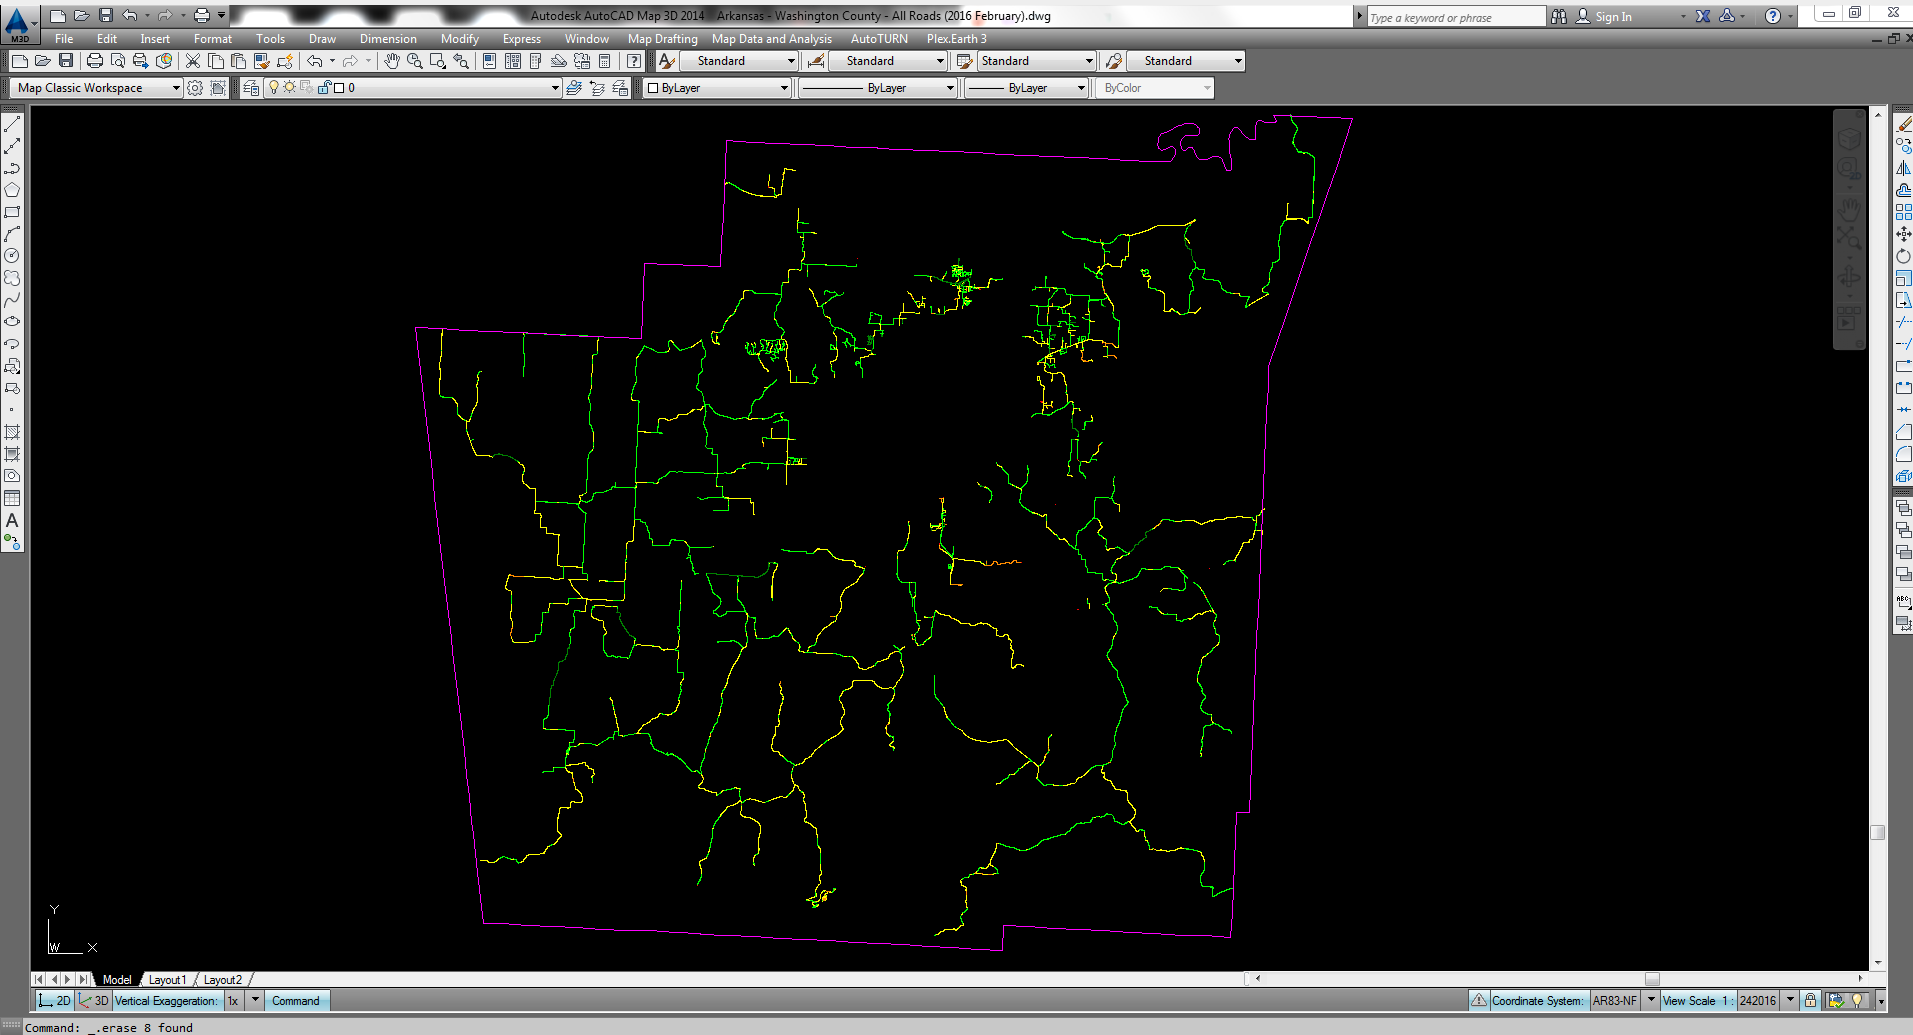 Autodesk AutoCAD Map 3D 2014 Arkansas - Washington County - All Roads (2016 February).dwg
Type a keyword or phrase
Sign In
M3D
File Edit Insert Format Tools Draw Dimension Modify Express Window Map Drafting Map Data and Analysis AutoTURN Plex.Earth 3
Standard Standard Standard Standard
Map Classic Workspace 0 ByLayer ByLayer ByLayer ByColor
A
ABC
Y
W X
Model Layout1 Layout2
2D 3D Vertical Exaggeration: 1x Command Coordinate System: AR83-NF View Scale 1 : 242016
Command: _.erase 8 found